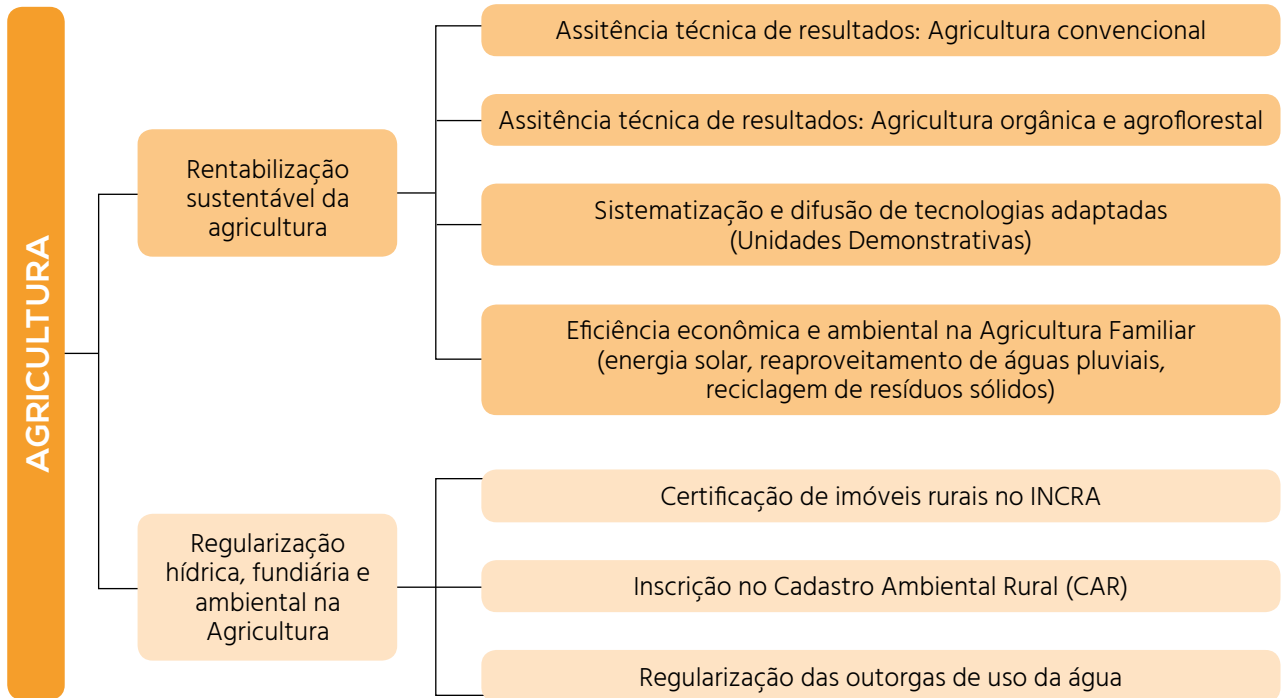 AGRICULTURA
Rentabilização
sustentável da
agricultura
Assitência técnica de resultados: Agricultura convencional
Assitência técnica de resultados: Agricultura orgânica e agroflorestal
Sistematização e difusão de tecnologias adaptadas
(Unidades Demonstrativas)
Eficiência econômica e ambiental na Agricultura Familiar
(energia solar, reaproveitamento de águas pluviais,
reciclagem de resíduos sólidos)
Regularização
hídrica, fundiária e
ambiental na
Agricultura
Certificação de imóveis rurais no INCRA
Inscrição no Cadastro Ambiental Rural (CAR)
Regularização das outorgas de uso da água